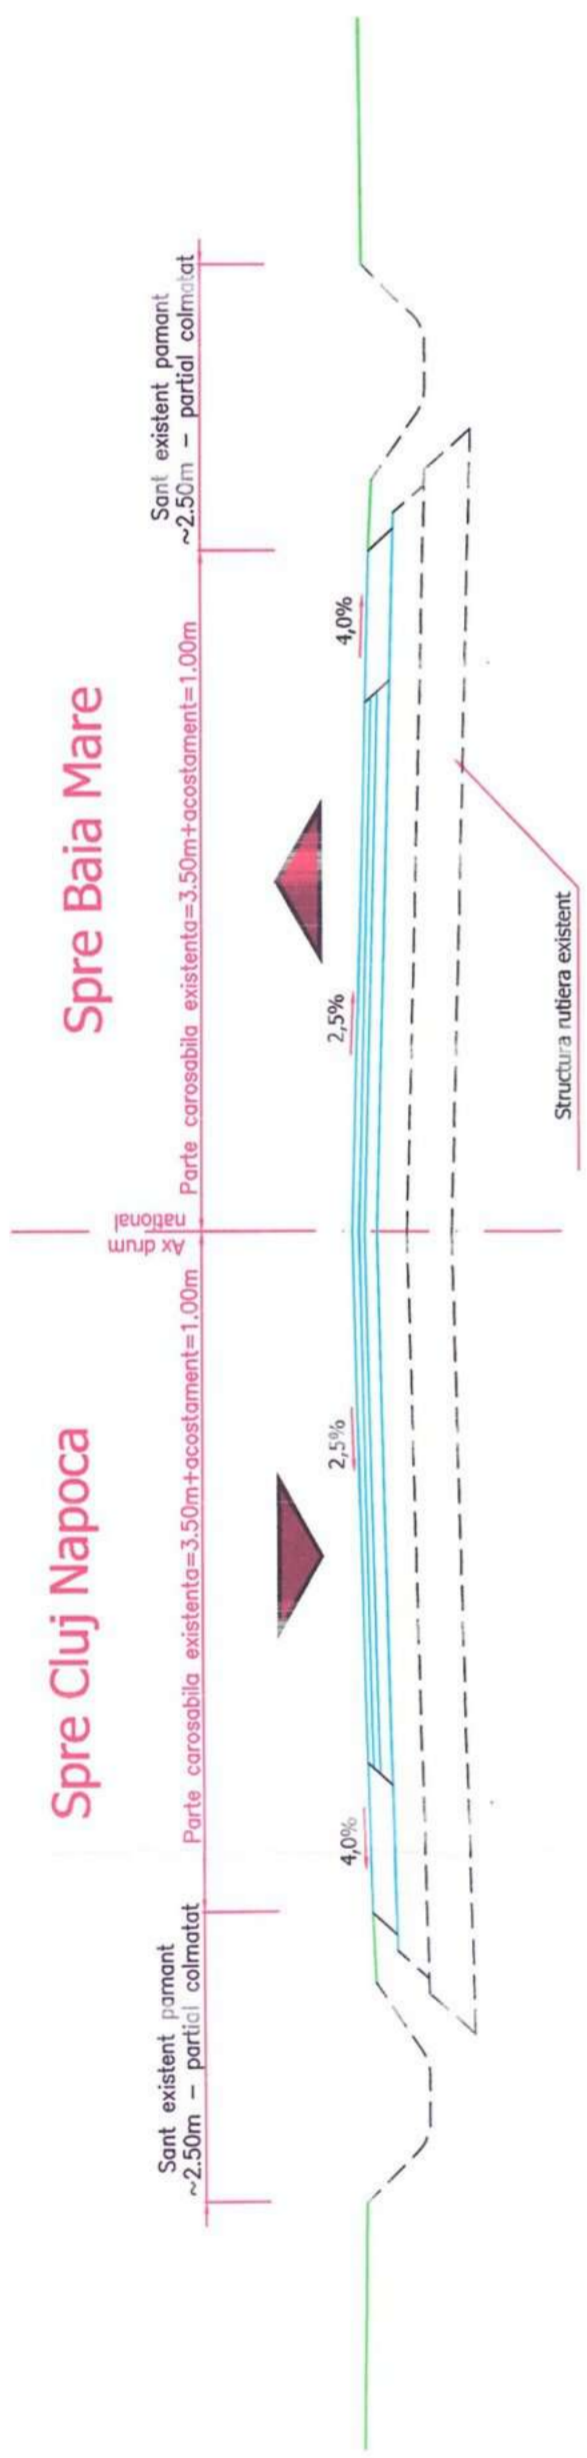 Spre Cluj Napoca
Spre Baia Mare
Sant existent pamant
~2.50m - partial colmatat
Parte carosabila existenta=3.50m+acostament=1.00m
Ax drum
national
Parte carosabila existenta=3.50m+acostament=1.00m
Sant existent pamant
~2.50m - partial colmatat
4,0%
2,5%
2,5%
4,0%
Structura rutiera existent